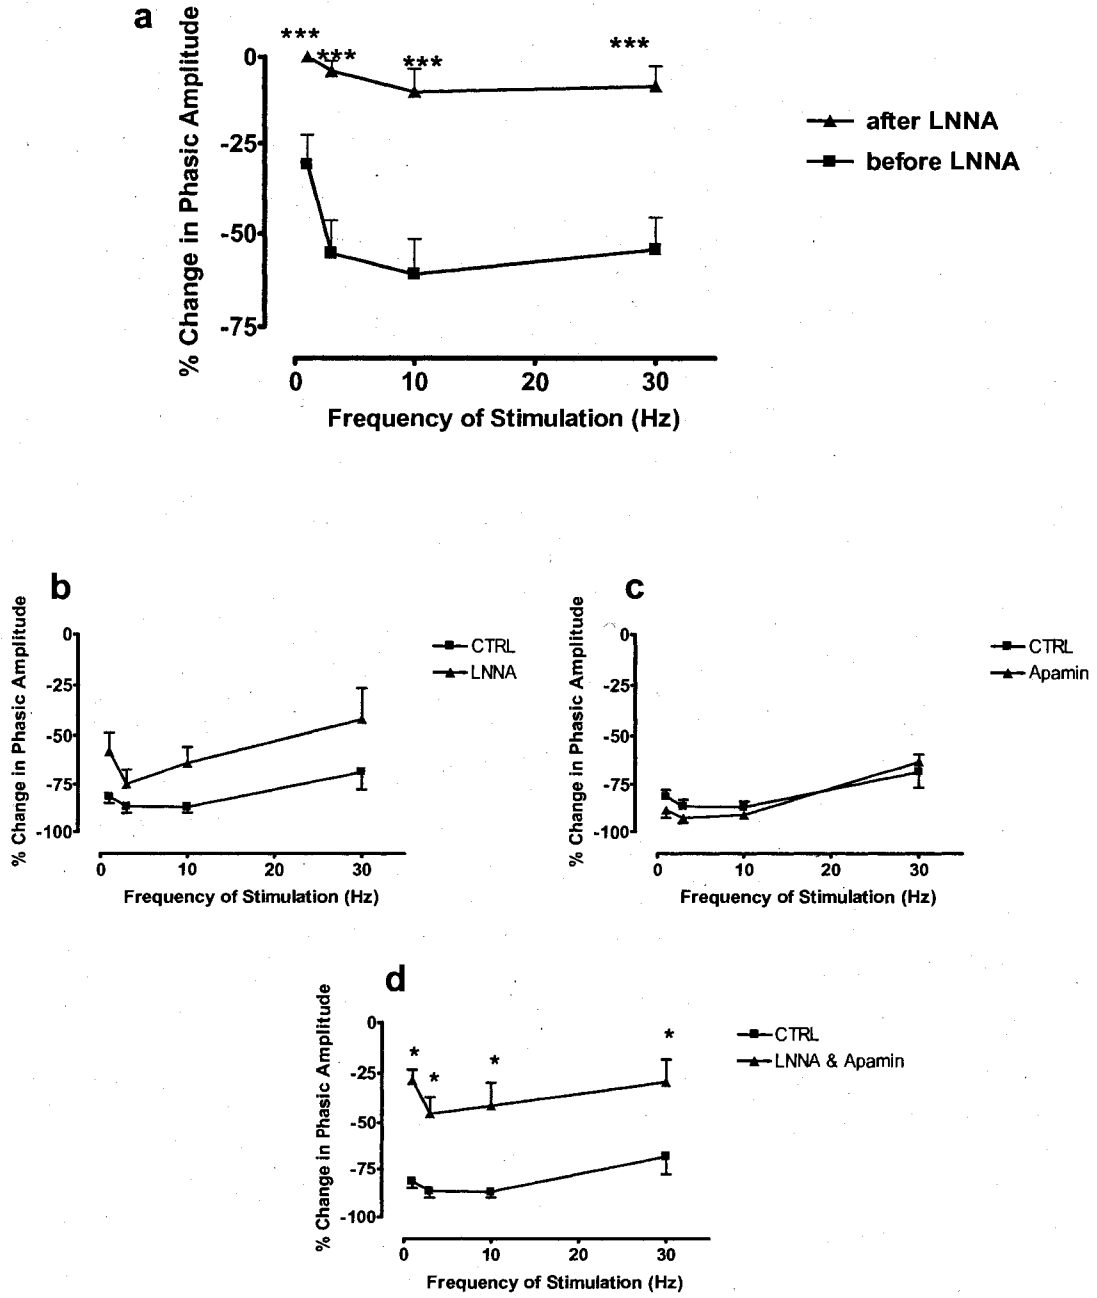 a
% Change in Phasic Amplitude
0
-25
-50
-75
***
***
***
***
after LNNA
before LNNA
0 10 20 30
Frequency of Stimulation (Hz)
b
% Change in Phasic Amplitude
0
-25
-50
-75
-100
CTRL
LNNA
0 10 20 30
Frequency of Stimulation (Hz)
c
% Change in Phasic Amplitude
0
-25
-50
-75
-100
CTRL
Apamin
0 10 20 30
Frequency of Stimulation (Hz)
d
% Change in Phasic Amplitude
0
-25
-50
-75
-100
*
*
*
*
CTRL
LNNA & Apamin
0 10 20 30
Frequency of Stimulation (Hz)